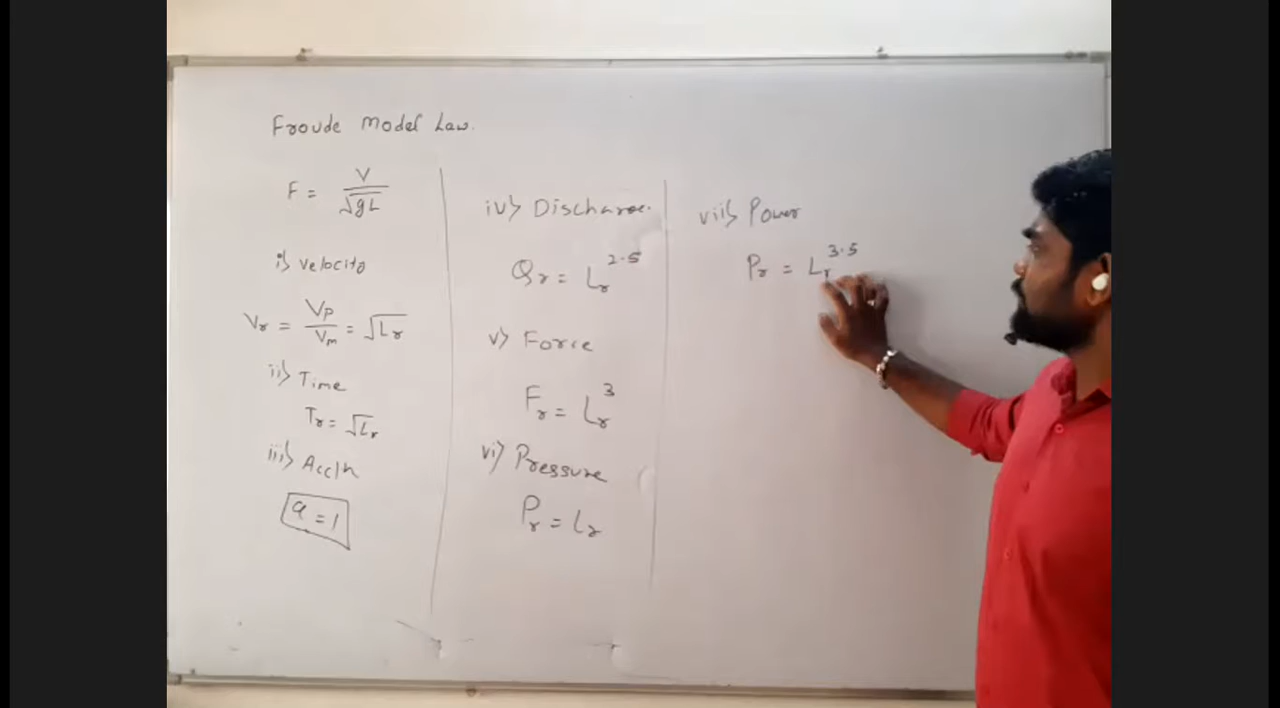 Froude Model Law.
F = V / √gL
i) Velocity
Vr = Vp / Vm = √Lr
ii) Time
Tr = √Lr
iii) Accln
a = 1
iv) Discharge.
Qr = Lr^2.5
v) Force
Fr = Lr^3
vi) Pressure
Pr = Lr
vii) Power
Pr = Lr^3.5